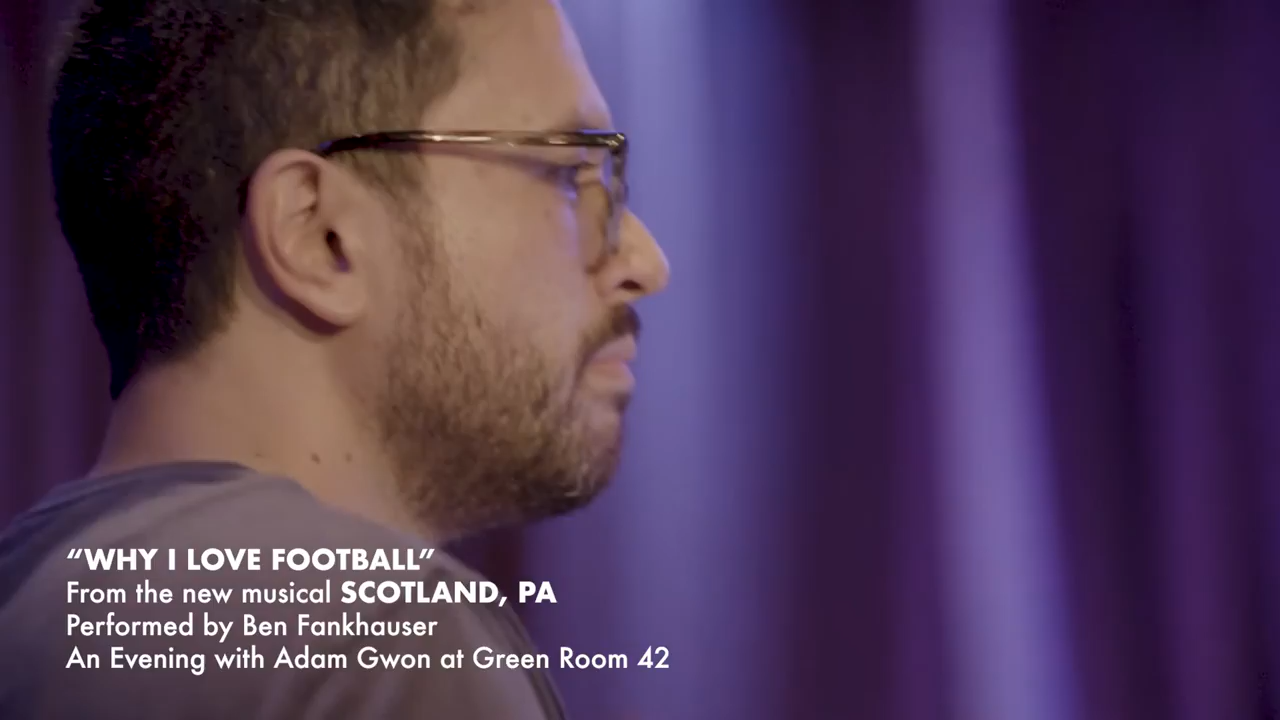 “WHY I LOVE FOOTBALL”
From the new musical SCOTLAND, PA
Performed by Ben Fankhauser
An Evening with Adam Gwon at Green Room 42